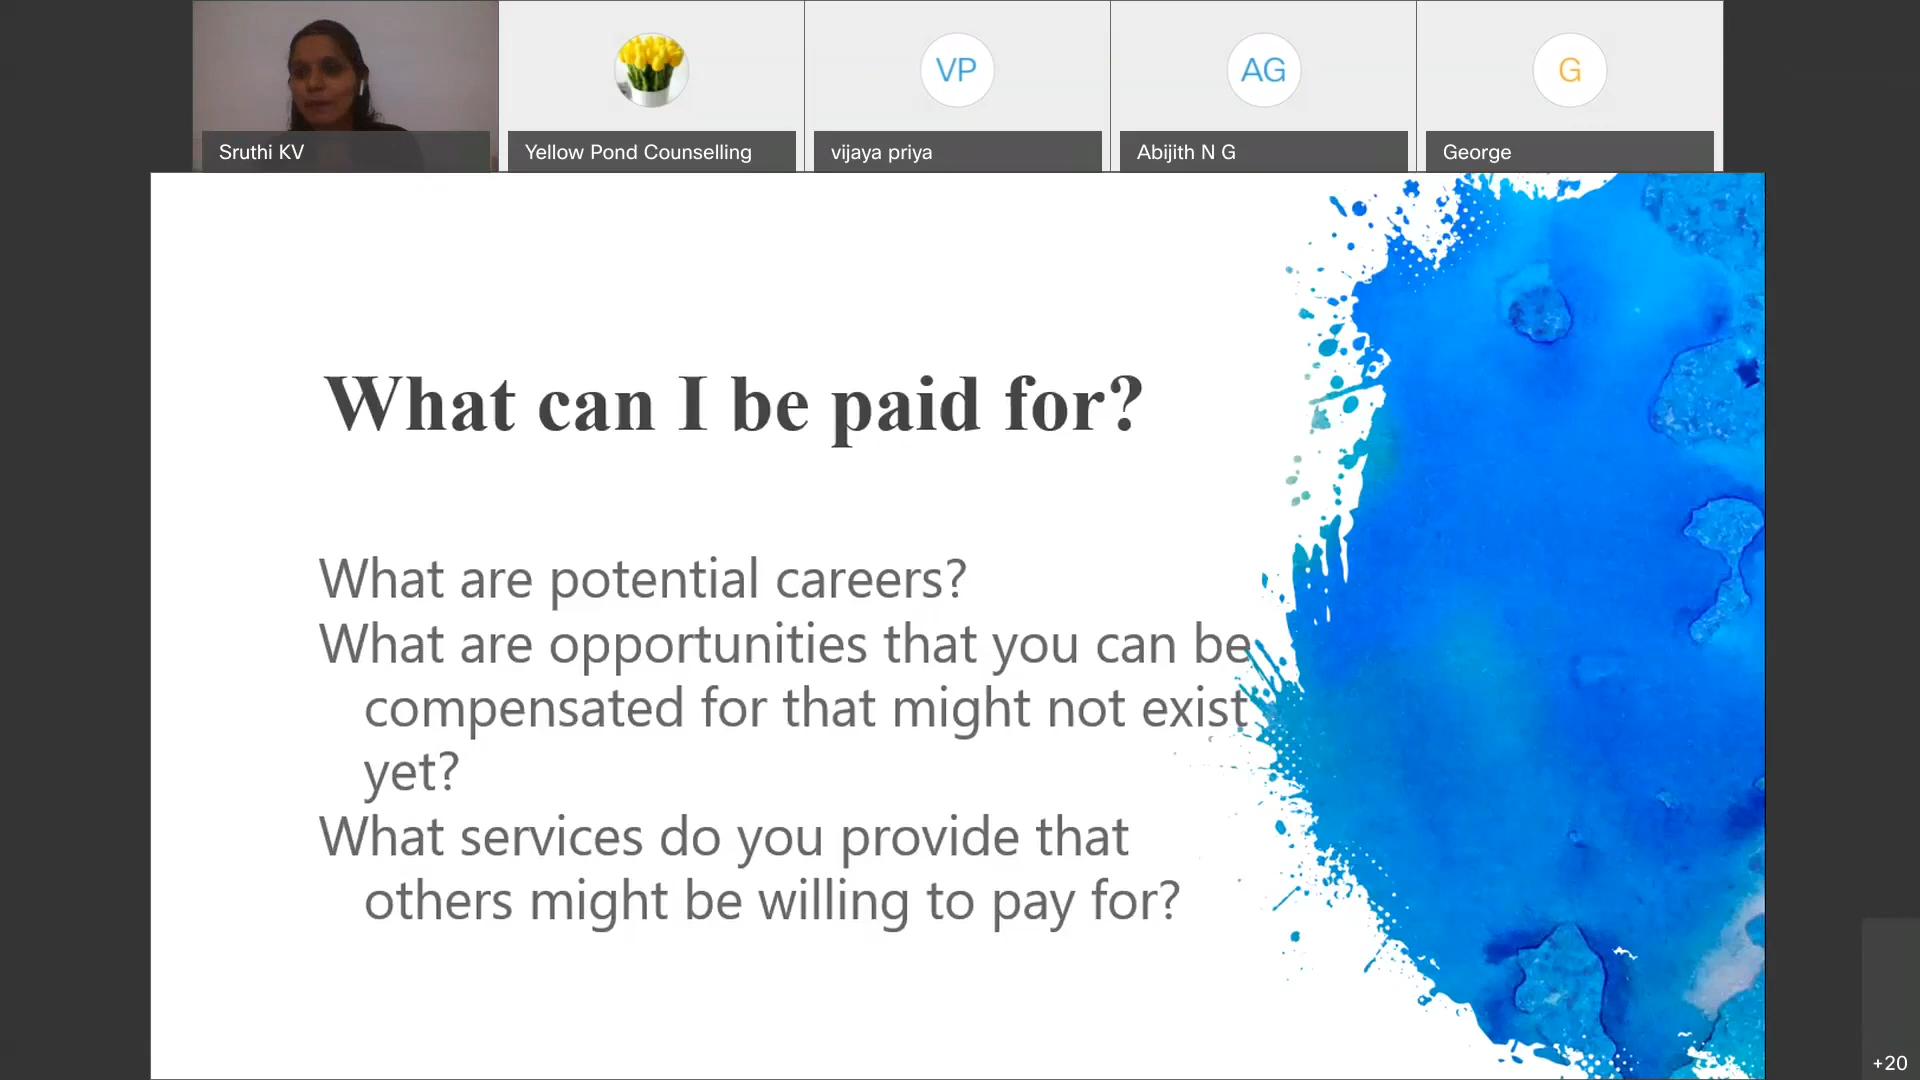 VP
AG
G
Sruthi KV
Yellow Pond Counselling
vijaya priya
Abijith N G
George
What can I be paid for?
What are potential careers?
What are opportunities that you can be
compensated for that might not exist
yet?
What services do you provide that
others might be willing to pay for?
+20